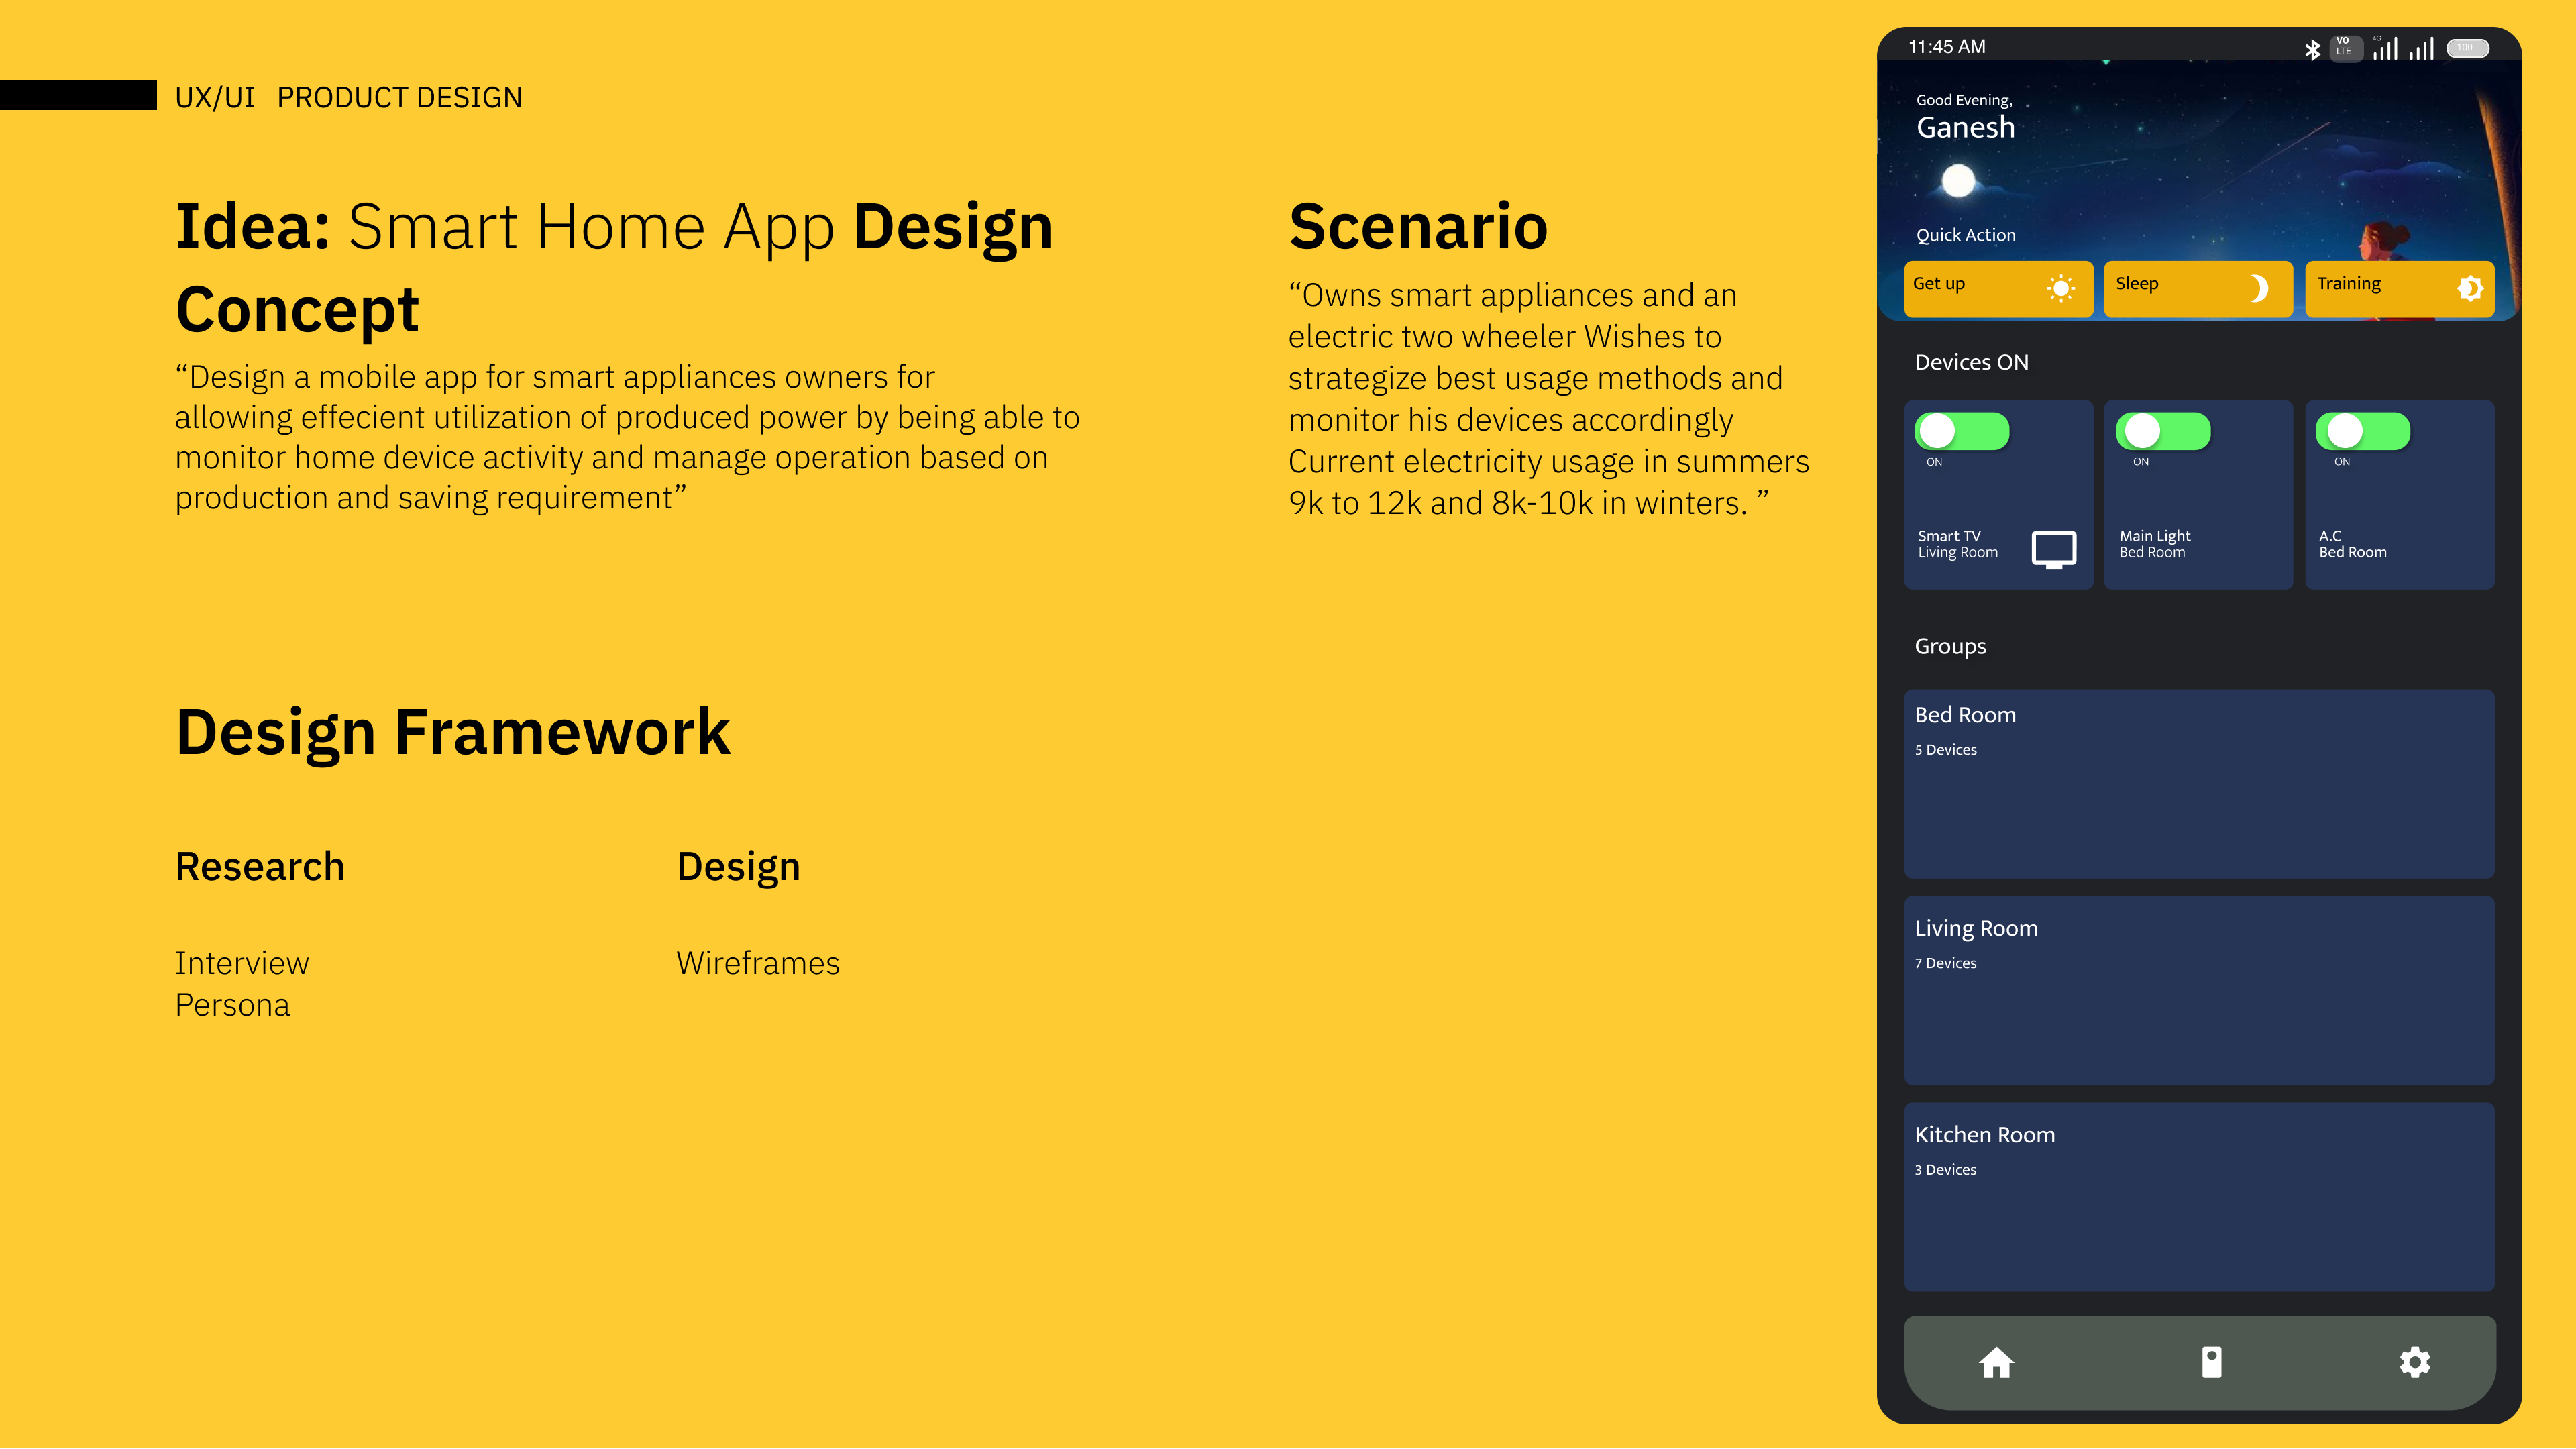 UX/UI PRODUCT DESIGN
Idea: Smart Home App Design
Concept
“Design a mobile app for smart appliances owners for
allowing effecient utilization of produced power by being able to
monitor home device activity and manage operation based on
production and saving requirement”
Scenario
“Owns smart appliances and an
electric two wheeler Wishes to
strategize best usage methods and
monitor his devices accordingly
Current electricity usage in summers
9k to 12k and 8k-10k in winters. ”
Design Framework
Research
Interview
Persona
Design
Wireframes
11:45 AM
VO
LTE
4G
100
Good Evening,
Ganesh
Quick Action
Get up
Sleep
Training
Devices ON
ON
Smart TV
Living Room
ON
Main Light
Bed Room
ON
A.C
Bed Room
Groups
Bed Room
5 Devices
Living Room
7 Devices
Kitchen Room
3 Devices